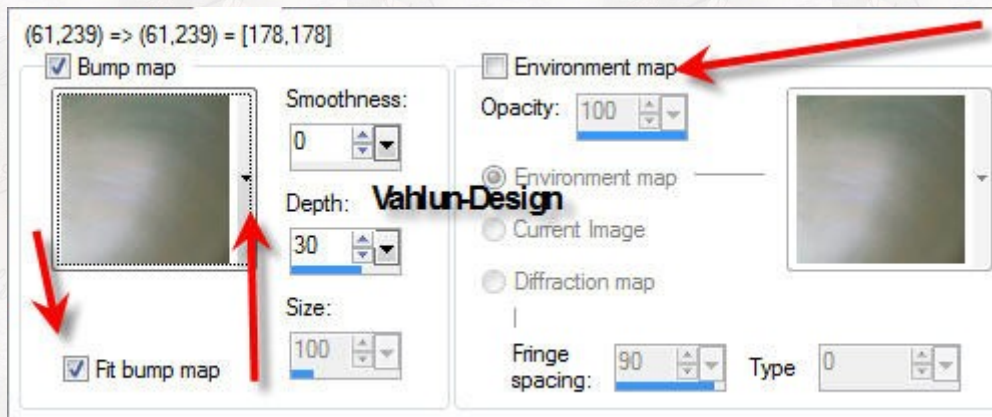 (61,239) => (61,239) = [178,178]
Bump map
Smoothness:
0
Depth:
30
Size:
100
Fit bump map
Vahlun-Design
Environment map
Opacity: 100
Environment map
Current Image
Diffraction map
Fringe spacing: 90 Type 0